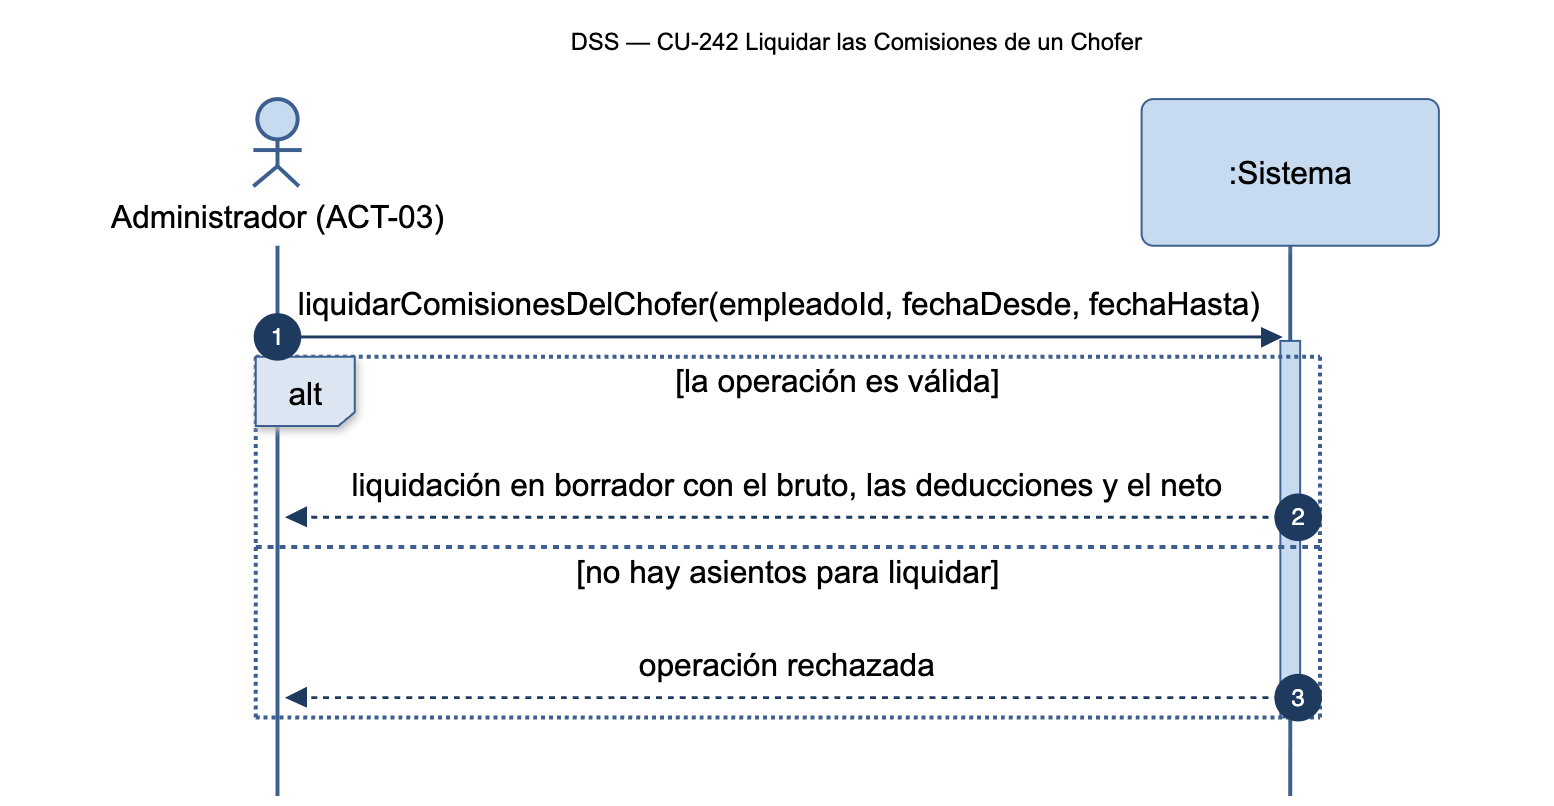 DSS — CU-242 Liquidar las Comisiones de un Chofer
:Sistema
Administrador (ACT-03)
liquidarComisionesDelChofer(empleadoId, fechaDesde, fechaHasta)
1
alt
[la operación es válida]
liquidación en borrador con el bruto, las deducciones y el neto
2
[no hay asientos para liquidar]
operación rechazada
3